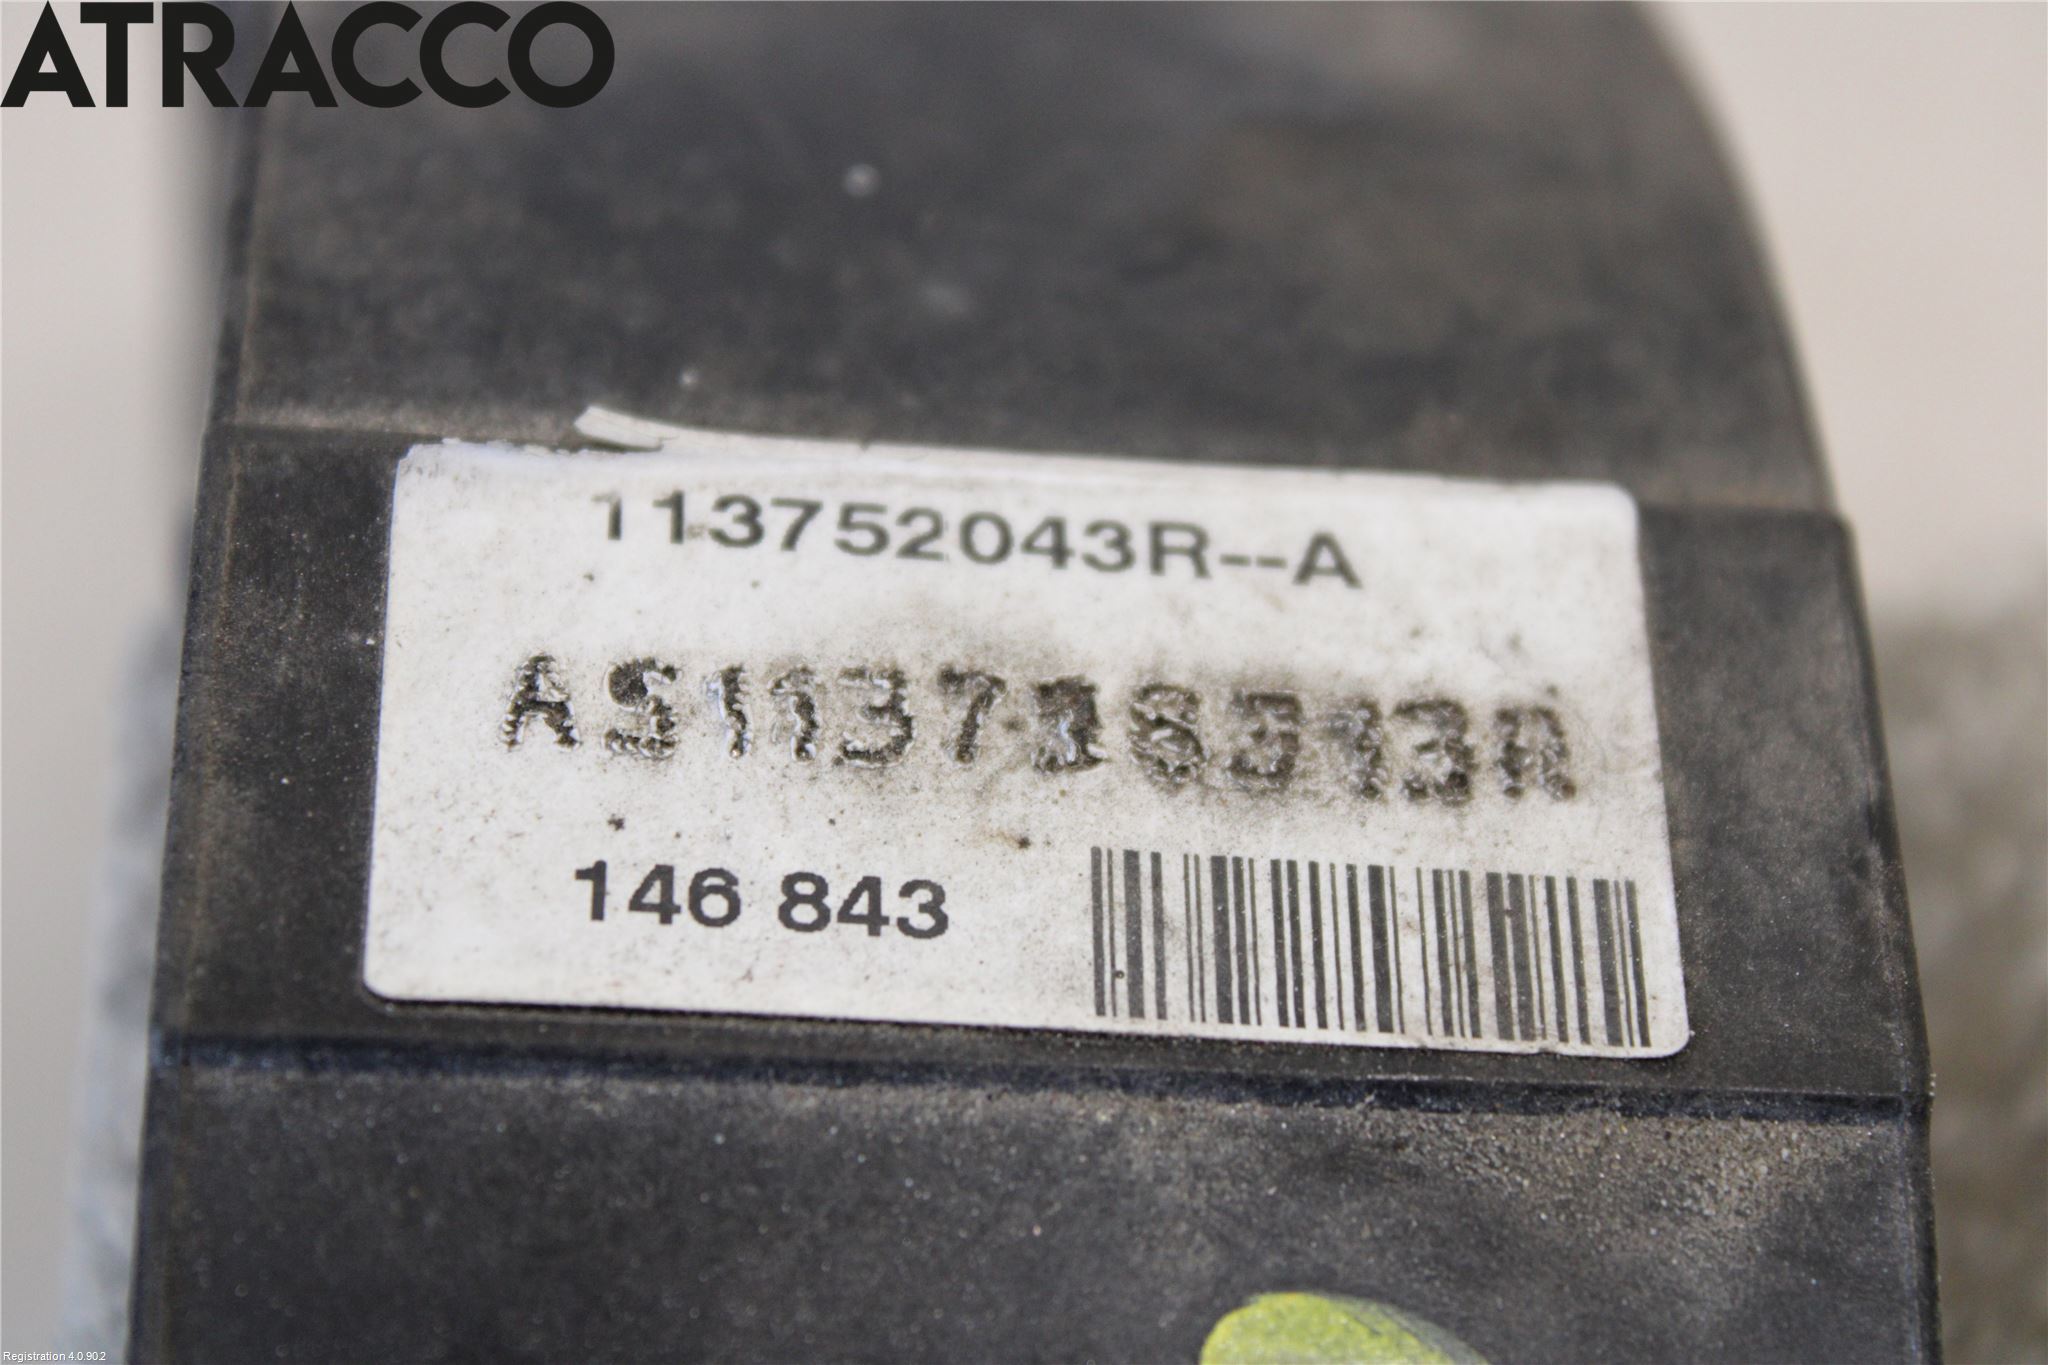 ATRACCO
113752043R--A
146 843
Registration 4.0.902